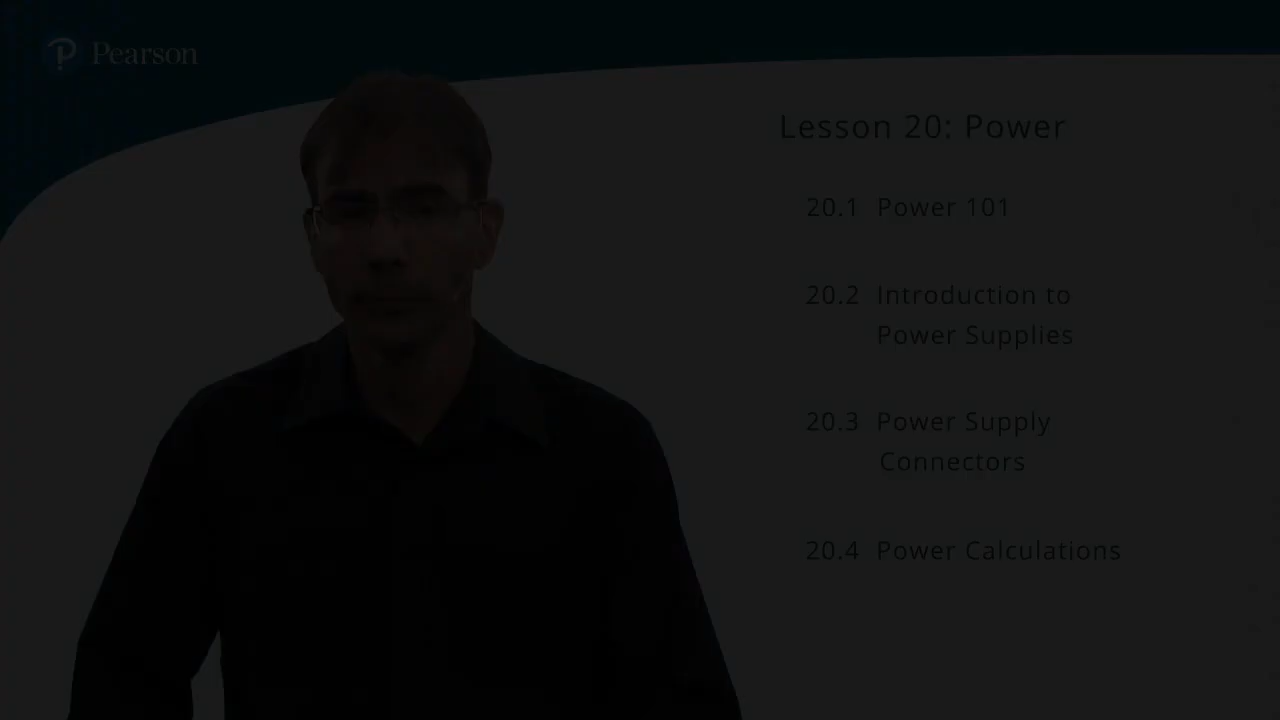 Pearson
Lesson 20: Power
20.1 Power 101
20.2 Introduction to
Power Supplies
20.3 Power Supply
Connectors
20.4 Power Calculations